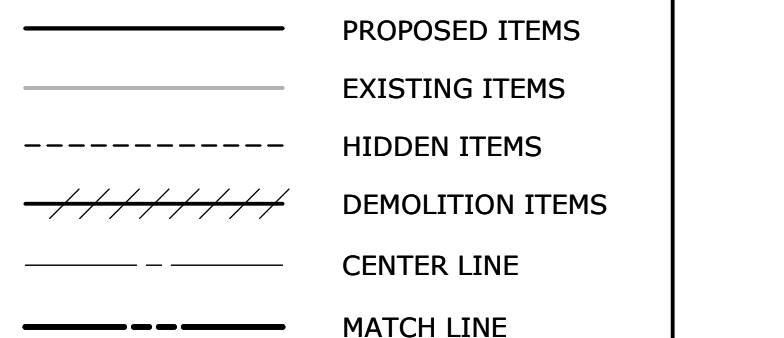 PROPOSED ITEMS
EXISTING ITEMS
HIDDEN ITEMS
DEMOLITION ITEMS
CENTER LINE
MATCH LINE